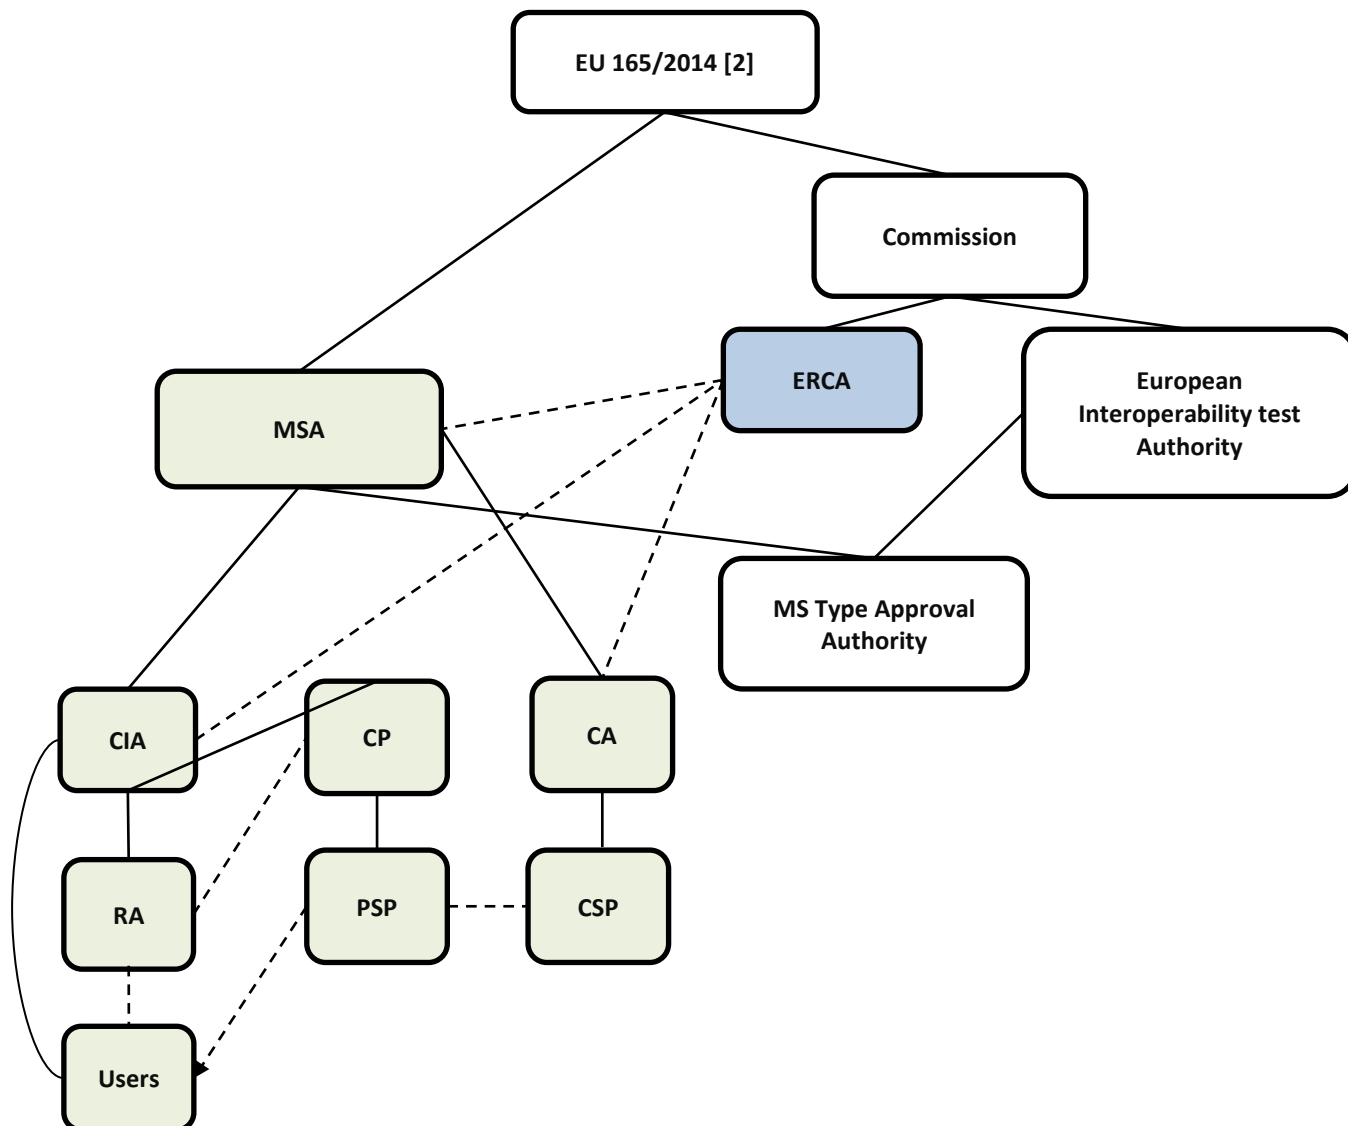 EU 165/2014 [2]
Commission
ERCA
European
Interoperability test
Authority
MSA
MS Type Approval
Authority
CIA
CP
CA
RA
PSP
CSP
Users